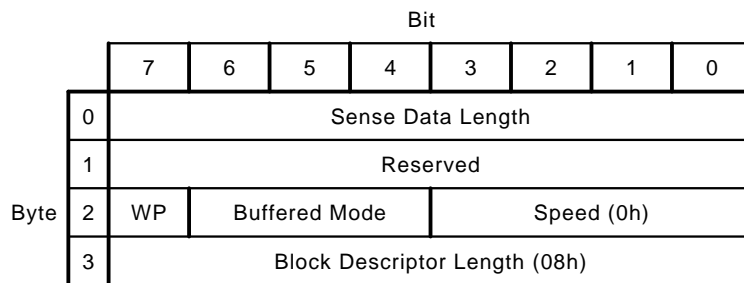 Bit
7 6 5 4 3 2 1 0
0 Sense Data Length
1 Reserved
Byte 2 WP Buffered Mode Speed (0h)
3 Block Descriptor Length (08h)